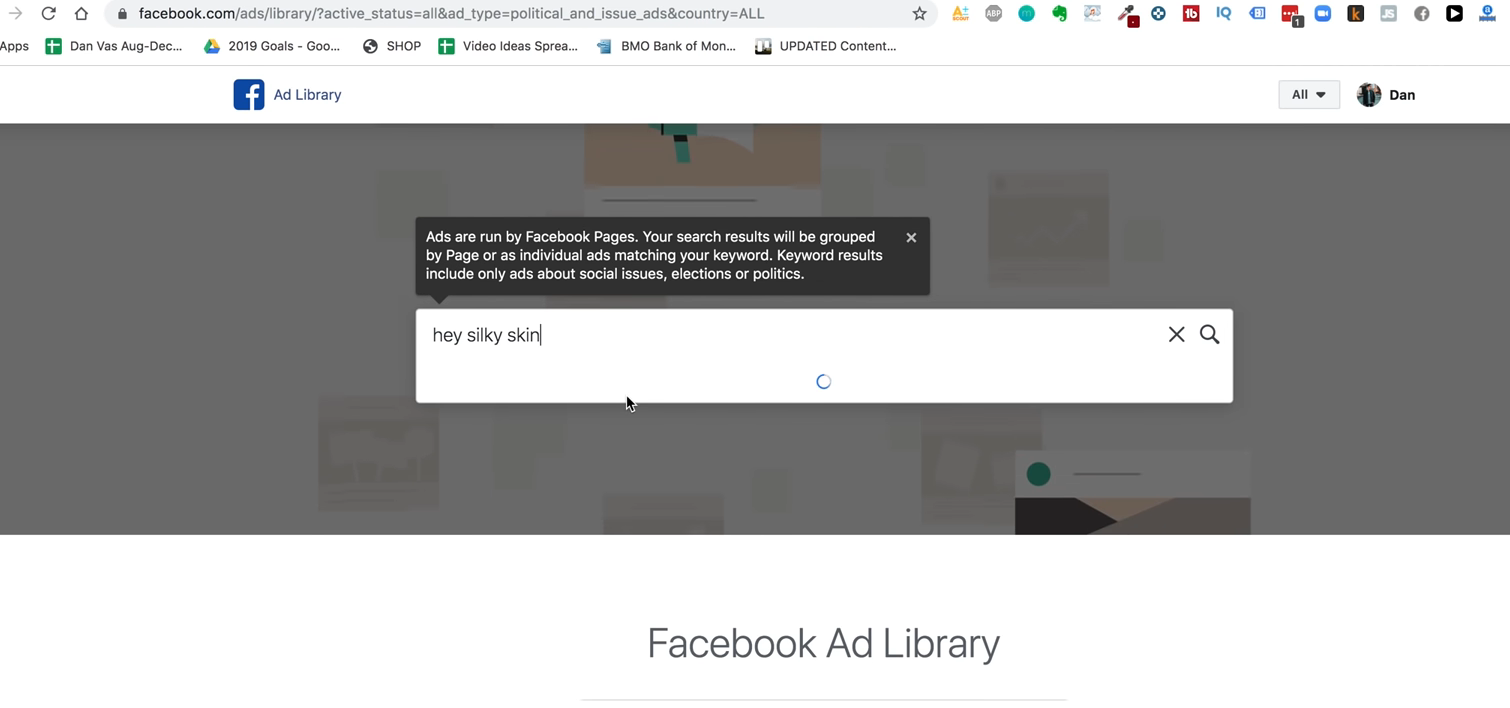 facebook.com/ads/library/?active_status=all&ad_type=political_and_issue_ads&country=ALL
Apps Dan Vas Aug-Dec... 2019 Goals - Goo... SHOP Video Ideas Sprea... BMO Bank of Mon... UPDATED Content...
Ad Library All Dan
Ads are run by Facebook Pages. Your search results will be grouped
by Page or as individual ads matching your keyword. Keyword results
include only ads about social issues, elections or politics.
hey silky skin
Facebook Ad Library